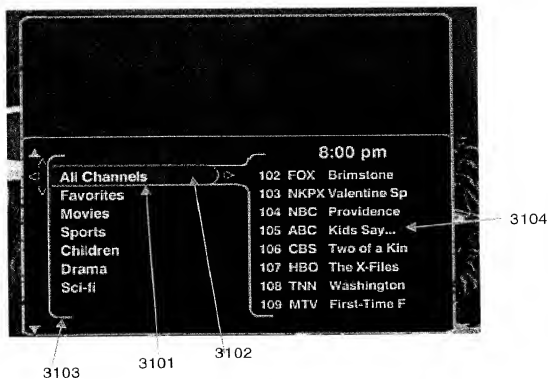 8:00 pm
All Channels
Favorites
Movies
Sports
Children
Drama
Sci-fi
102 FOX Brimstone
103 NKPX Valentine Sp
104 NBC Providence
105 ABC Kids Say...
106 CBS Two of a Kin
107 HBO The X-Files
108 TNN Washington
109 MTV First-Time F
3104
3103
3101
3102